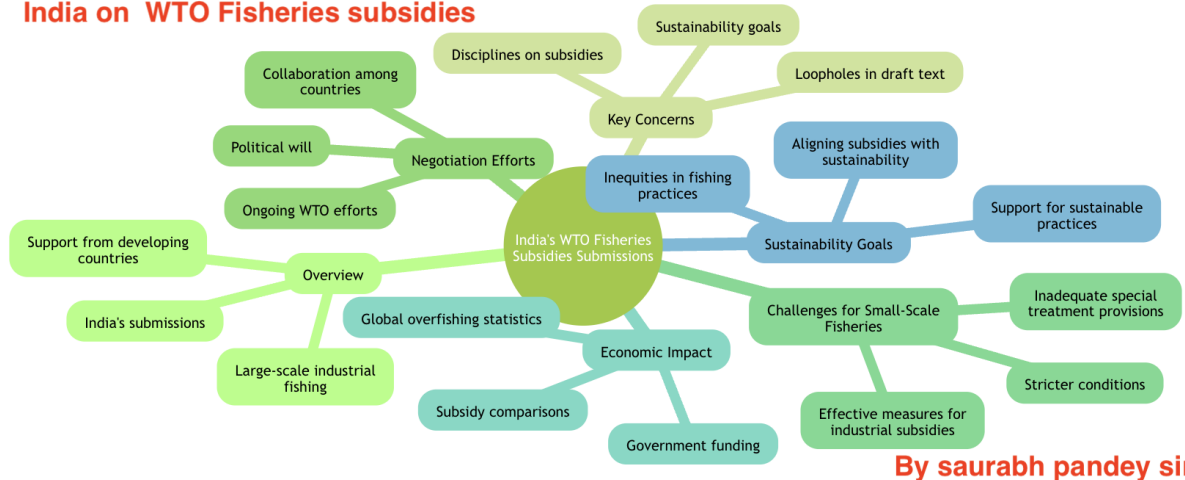 India on WTO Fisheries subsidies
Sustainability goals
Disciplines on subsidies
Loopholes in draft text
Key Concerns
Collaboration among
countries
Political will
Negotiation Efforts
Ongoing WTO efforts
Aligning subsidies with
sustainability
Inequities in fishing
practices
Support for sustainable
practices
Sustainability Goals
India's WTO Fisheries
Subsidies Submissions
Support from developing
countries
Overview
India's submissions
Large-scale industrial
fishing
Global overfishing statistics
Economic Impact
Subsidy comparisons
Government funding
Challenges for Small-Scale
Fisheries
Inadequate special
treatment provisions
Stricter conditions
Effective measures for
industrial subsidies
By saurabh pandey